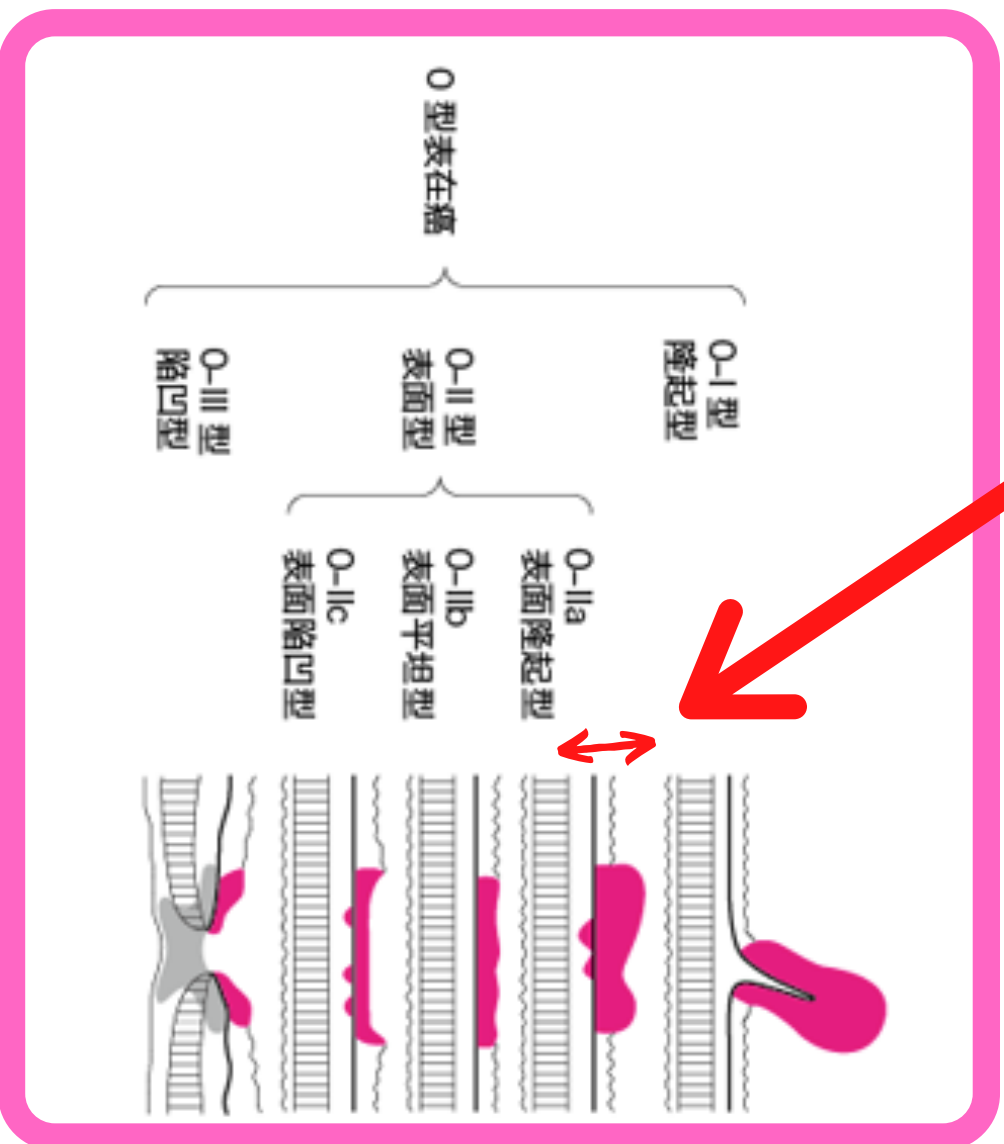 0 型表在癌
0-I 型
隆起型
0-II 型
表面型
0-III 型
陥凹型
0-IIa
表面隆起型
0-IIb
表面平坦型
0-IIc
表面陥凹型